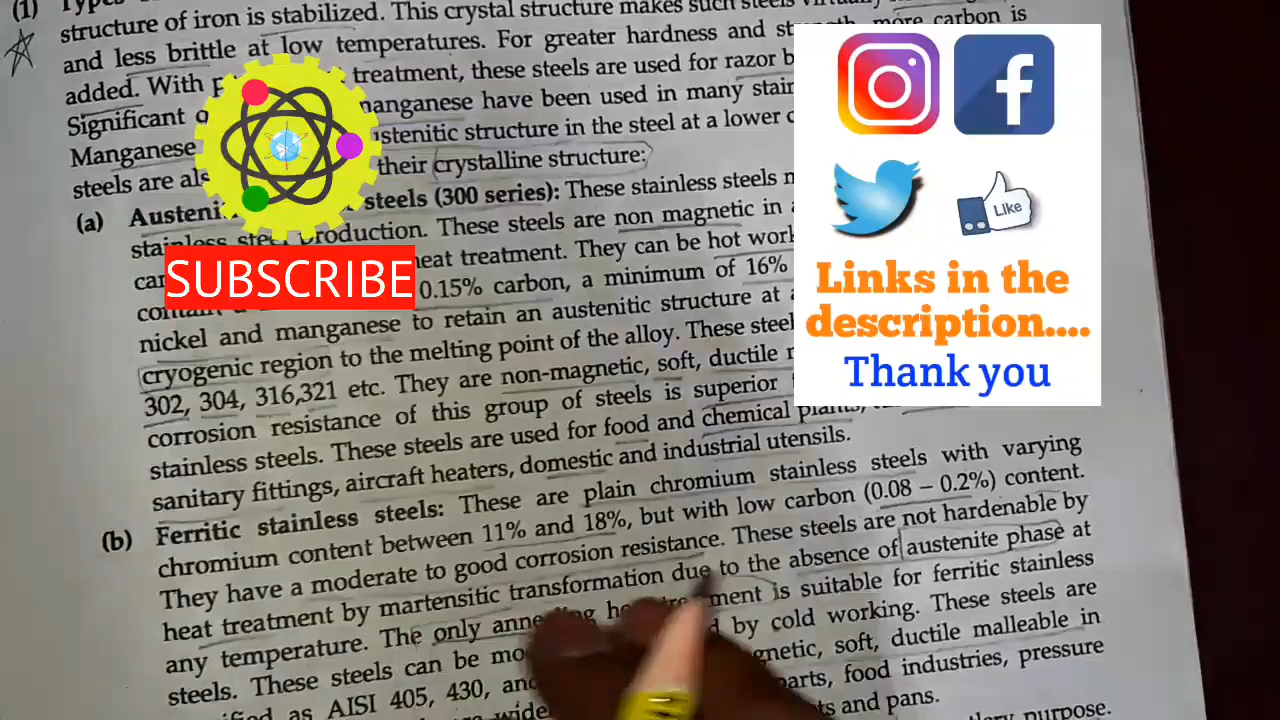 (1) Types
structure of iron is stabilized. This crystal structure makes such steels virtually
and less brittle at low temperatures. For greater hardness and more carbon is
added. With treatment, these steels are used for razor
Significant manganese have been used in many
Manganese austenitic structure in the steel at a lower
steels are their crystalline structure:
(a) steels (300 series): These stainless steels
stainless steel production. These steels are non magnetic in
heat treatment. They can be hot
0.15% carbon, a minimum of 16%
nickel and manganese to retain an austenitic structure at
cryogenic region to the melting point of the alloy. These
302, 304, 316,321 etc. They are non-magnetic, soft, ductile
corrosion resistance of this group of steels is superior
stainless steels. These steels are used for food and chemical plants,
sanitary fittings, aircraft heaters, domestic and industrial utensils.
(b) Ferritic stainless steels: These are plain chromium stainless steels with varying
chromium content between 11% and 18%, but with low carbon (0.08 – 0.2%) content.
They have a moderate to good corrosion resistance. These steels are not hardenable by
heat treatment by martensitic transformation due to the absence of austenite phase at
any temperature. The only is suitable for ferritic stainless
steels. These steels can be by cold working. These steels are
as AISI 405, 430, soft, ductile malleable in
parts, food industries, pressure
and pans.
purpose.
SUBSCRIBE
Like
Links in the
description....
Thank you